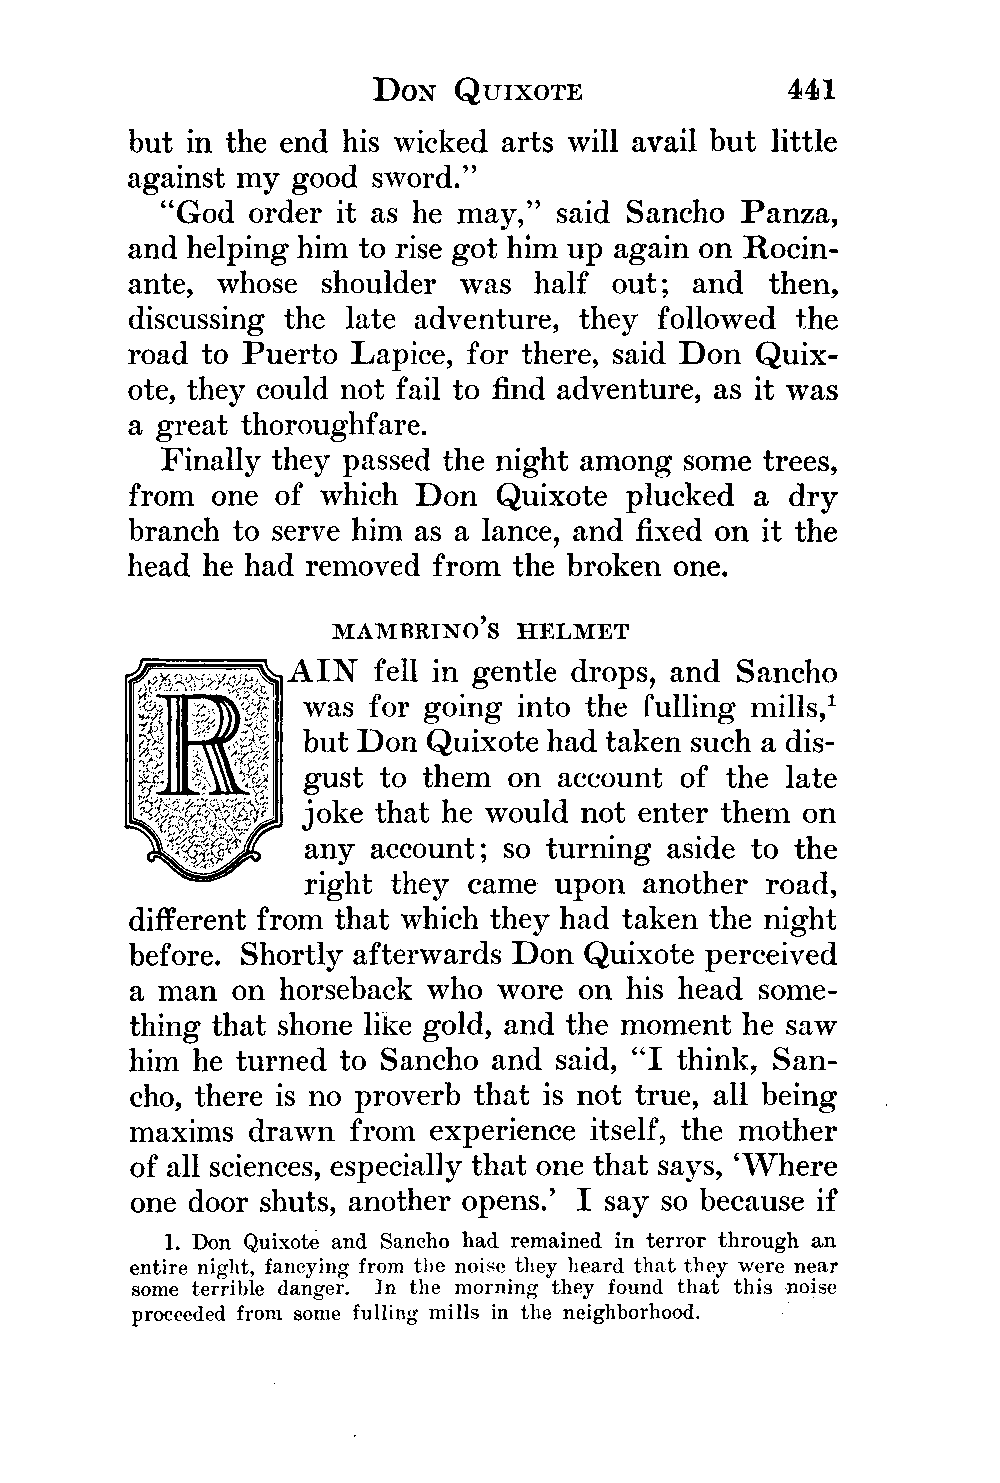 DON QUIXOTE 441
but in the end his wicked arts will avail but little
against my good sword.”
“God order it as he may,” said Sancho Panza,
and helping him to rise got him up again on Rocin-
ante, whose shoulder was half out; and then,
discussing the late adventure, they followed the
road to Puerto Lapice, for there, said Don Quix-
ote, they could not fail to find adventure, as it was
a great thoroughfare.
Finally they passed the night among some trees,
from one of which Don Quixote plucked a dry
branch to serve him as a lance, and fixed on it the
head he had removed from the broken one.
MAMBRINO’S HELMET
RAIN fell in gentle drops, and Sancho
was for going into the fulling mills,¹
but Don Quixote had taken such a dis-
gust to them on account of the late
joke that he would not enter them on
any account; so turning aside to the
right they came upon another road,
different from that which they had taken the night
before. Shortly afterwards Don Quixote perceived
a man on horseback who wore on his head some-
thing that shone like gold, and the moment he saw
him he turned to Sancho and said, “I think, San-
cho, there is no proverb that is not true, all being
maxims drawn from experience itself, the mother
of all sciences, especially that one that says, ‘Where
one door shuts, another opens.’ I say so because if
1. Don Quixote and Sancho had remained in terror through an
entire night, fancying from the noise they heard that they were near
some terrible danger. In the morning they found that this noise
proceeded from some fulling mills in the neighborhood.